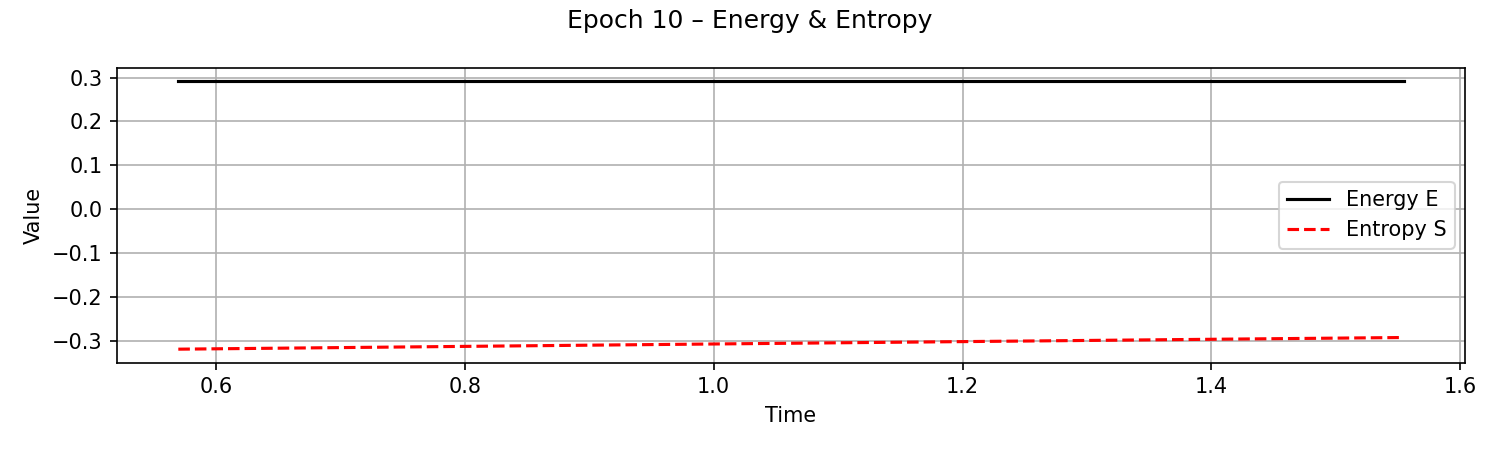 Epoch 10 – Energy & Entropy
0.3
0.2
0.1
0.0
−0.1
−0.2
−0.3
Value
Energy E
Entropy S
0.6 0.8 1.0 1.2 1.4 1.6
Time